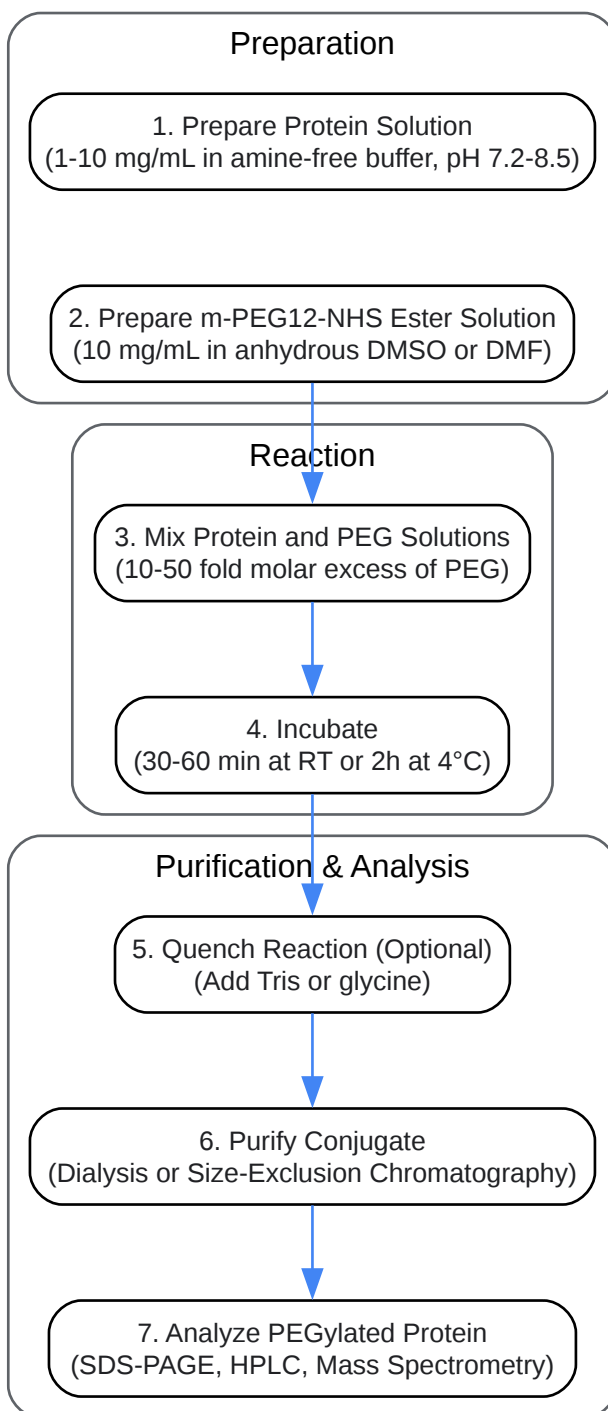 Preparation
1. Prepare Protein Solution
(1-10 mg/mL in amine-free buffer, pH 7.2-8.5)
2. Prepare m-PEG12-NHS Ester Solution
(10 mg/mL in anhydrous DMSO or DMF)
Reaction
3. Mix Protein and PEG Solutions
(10-50 fold molar excess of PEG)
4. Incubate
(30-60 min at RT or 2h at 4°C)
Purification & Analysis
5. Quench Reaction (Optional)
(Add Tris or glycine)
6. Purify Conjugate
(Dialysis or Size-Exclusion Chromatography)
7. Analyze PEGylated Protein
(SDS-PAGE, HPLC, Mass Spectrometry)